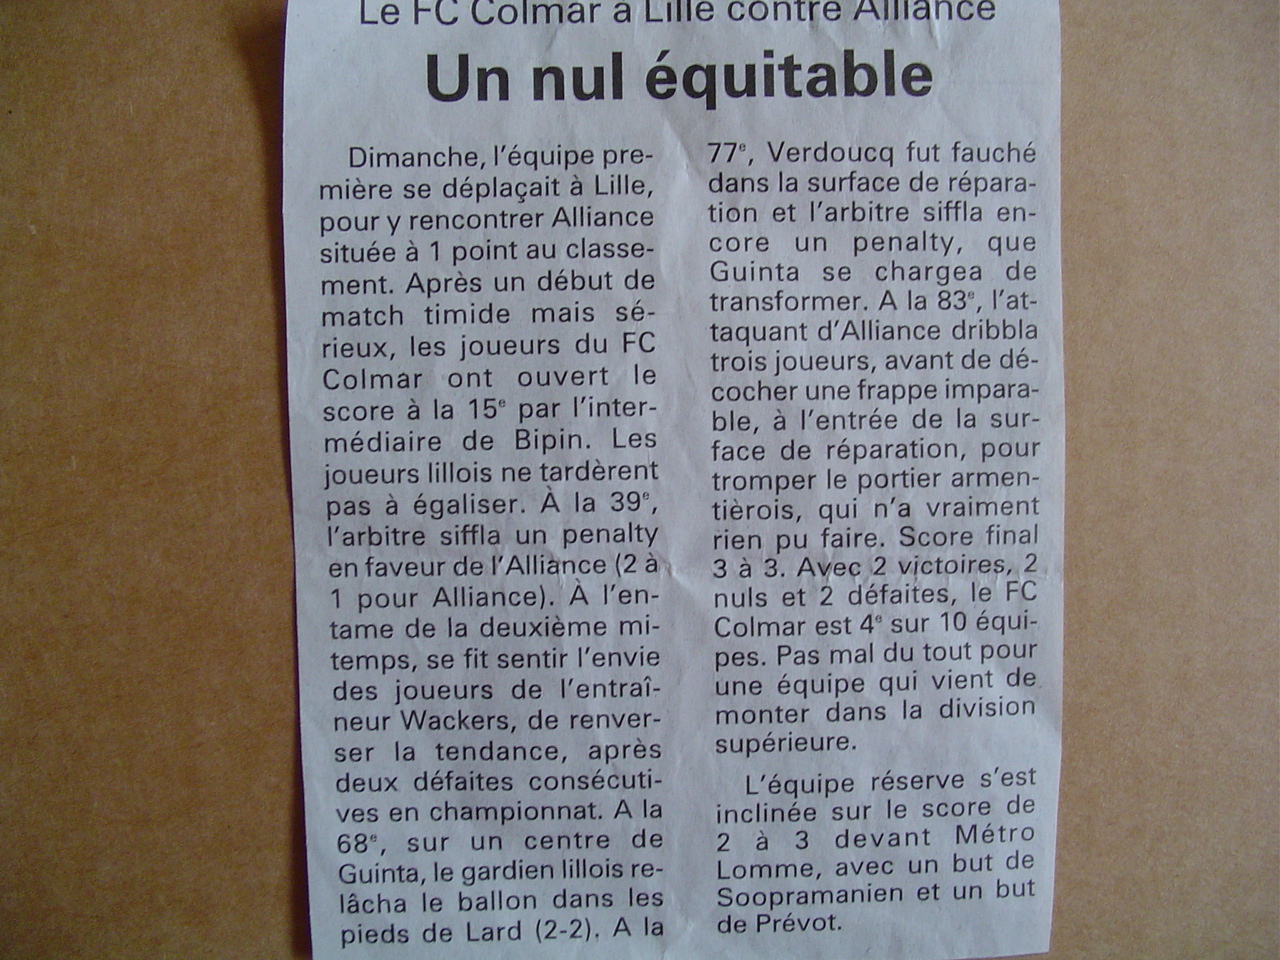 Le FC Colmar à Lille contre Alliance
Un nul équitable
Dimanche, l'équipe pre-
mière se déplaçait à Lille,
pour y rencontrer Alliance
située à 1 point au classe-
ment. Après un début de
match timide mais sé-
rieux, les joueurs du FC
Colmar ont ouvert le
score à la 15e par l'inter-
médiaire de Bipin. Les
joueurs lillois ne tardèrent
pas à égaliser. À la 39e,
l'arbitre siffla un penalty
en faveur de l'Alliance (2 à
1 pour Alliance). À l'en-
tame de la deuxième mi-
temps, se fit sentir l'envie
des joueurs de l'entraî-
neur Wackers, de renver-
ser la tendance, après
deux défaites consécuti-
ves en championnat. A la
68e, sur un centre de
Guinta, le gardien lillois re-
lâcha le ballon dans les
pieds de Lard (2-2). A la
77e, Verdoucq fut fauché
dans la surface de répara-
tion et l'arbitre siffla en-
core un penalty, que
Guinta se chargea de
transformer. A la 83e, l'at-
taquant d'Alliance dribbla
trois joueurs, avant de dé-
cocher une frappe impara-
ble, à l'entrée de la sur-
face de réparation, pour
tromper le portier armen-
tièrois, qui n'a vraiment
rien pu faire. Score final
3 à 3. Avec 2 victoires, 2
nuls et 2 défaites, le FC
Colmar est 4e sur 10 équi-
pes. Pas mal du tout pour
une équipe qui vient de
monter dans la division
supérieure.
L'équipe réserve s'est
inclinée sur le score de
2 à 3 devant Métro
Lomme, avec un but de
Soopramanien et un but
de Prévot.